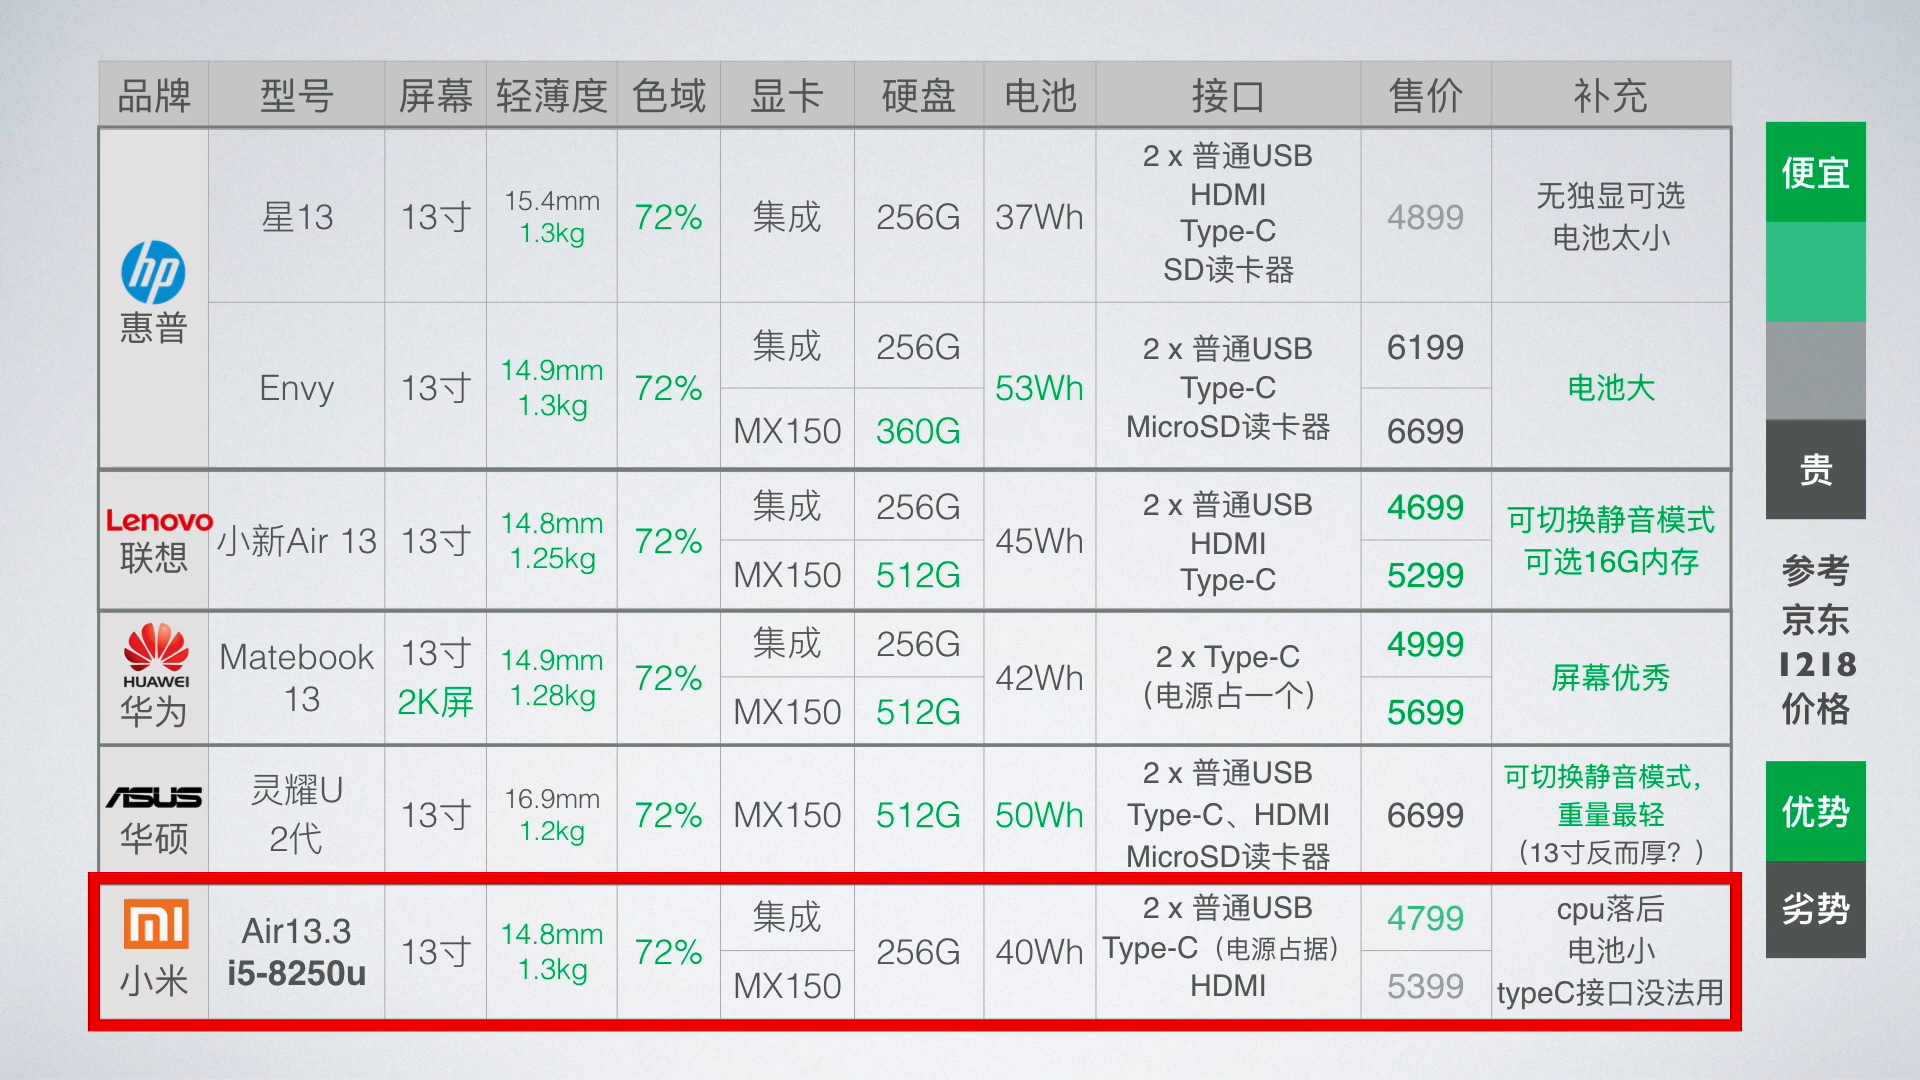 品牌 型号 屏幕 轻薄度 色域 显卡 硬盘 电池 接口 售价 补充
hp
惠普
星13 13寸 15.4mm 72% 集成 256G 37Wh 2 x 普通USB 4899 无独显可选
1.3kg HDMI 电池太小
Type-C
SD读卡器
Envy 13寸 14.9mm 72% 集成 256G 53Wh 2 x 普通USB 6199 电池大
1.3kg MX150 360G Type-C 6699
MicroSD读卡器
Lenovo
联想
小新Air 13 13寸 14.8mm 72% 集成 256G 45Wh 2 x 普通USB 4699 可切换静音模式
1.25kg MX150 512G HDMI 5299 可选16G内存
Type-C
HUAWEI
华为
Matebook 13寸 14.9mm 72% 集成 256G 42Wh 2 x Type-C 4999 屏幕优秀
13 2K屏 1.28kg MX150 512G (电源占一个) 5699
ASUS
华硕
灵耀U 13寸 16.9mm 72% MX150 512G 50Wh 2 x 普通USB 6699 可切换静音模式,
2代 1.2kg Type-C、HDMI 重量最轻
MicroSD读卡器 (13寸反而厚?)
mi
小米
Air13.3 13寸 14.8mm 72% 集成 256G 40Wh 2 x 普通USB 4799 cpu落后
i5-8250u 1.3kg MX150 Type-C (电源占据) 5399 电池小
HDMI typeC接口没法用
便宜
贵
参考
京东
1218
价格
优势
劣势